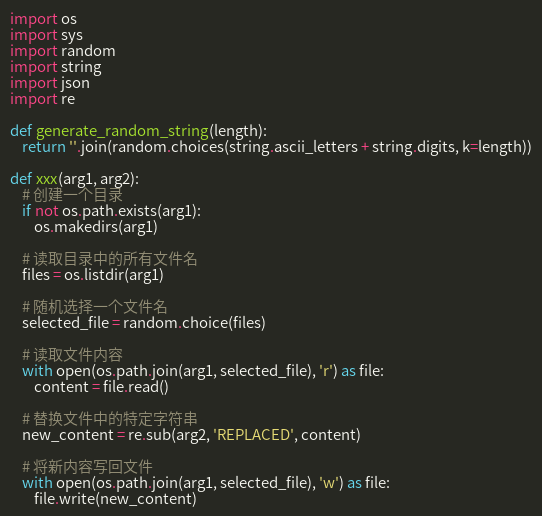 import os
import sys
import random
import string
import json
import re

def generate_random_string(length):
    return ''.join(random.choices(string.ascii_letters + string.digits, k=length))

def xxx(arg1, arg2):
    # 创建一个目录
    if not os.path.exists(arg1):
        os.makedirs(arg1)

    # 读取目录中的所有文件名
    files = os.listdir(arg1)

    # 随机选择一个文件名
    selected_file = random.choice(files)

    # 读取文件内容
    with open(os.path.join(arg1, selected_file), 'r') as file:
        content = file.read()

    # 替换文件中的特定字符串
    new_content = re.sub(arg2, 'REPLACED', content)

    # 将新内容写回文件
    with open(os.path.join(arg1, selected_file), 'w') as file:
        file.write(new_content)